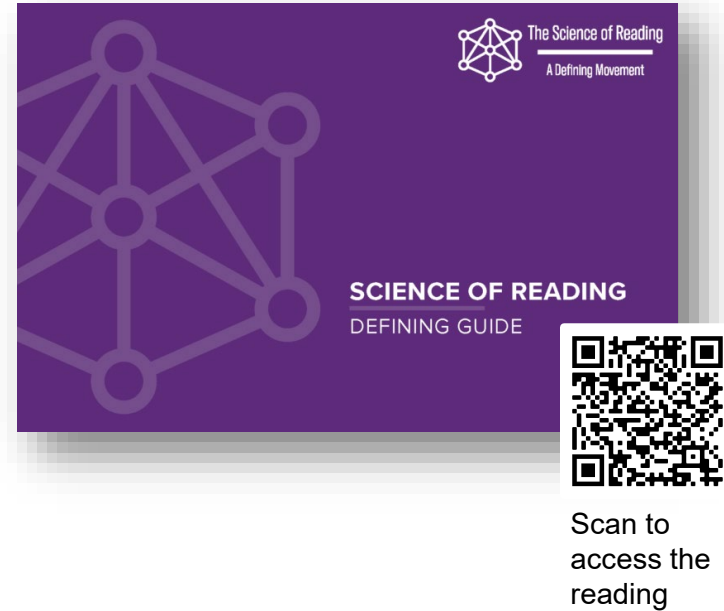 The Science of Reading
A Defining Movement
SCIENCE OF READING
DEFINING GUIDE
Scan to
access the
reading